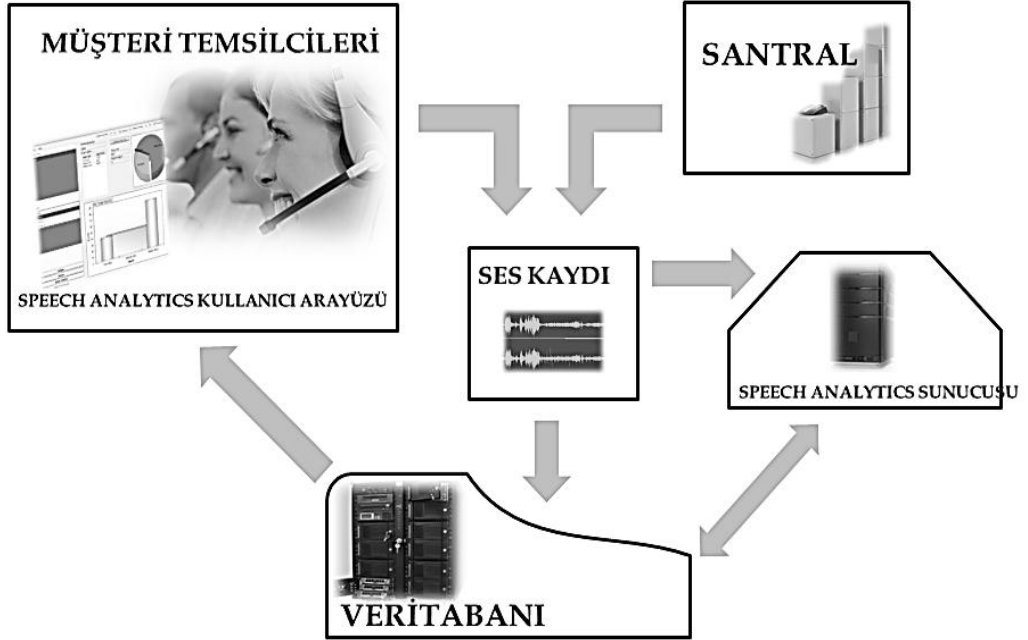 MÜŞTERİ TEMSİLCİLERİ
SPEECH ANALYTICS KULLANICI ARAYÜZÜ
SANTRAL
SES KAYDI
SPEECH ANALYTICS SUNUCUSU
VERİTABANI